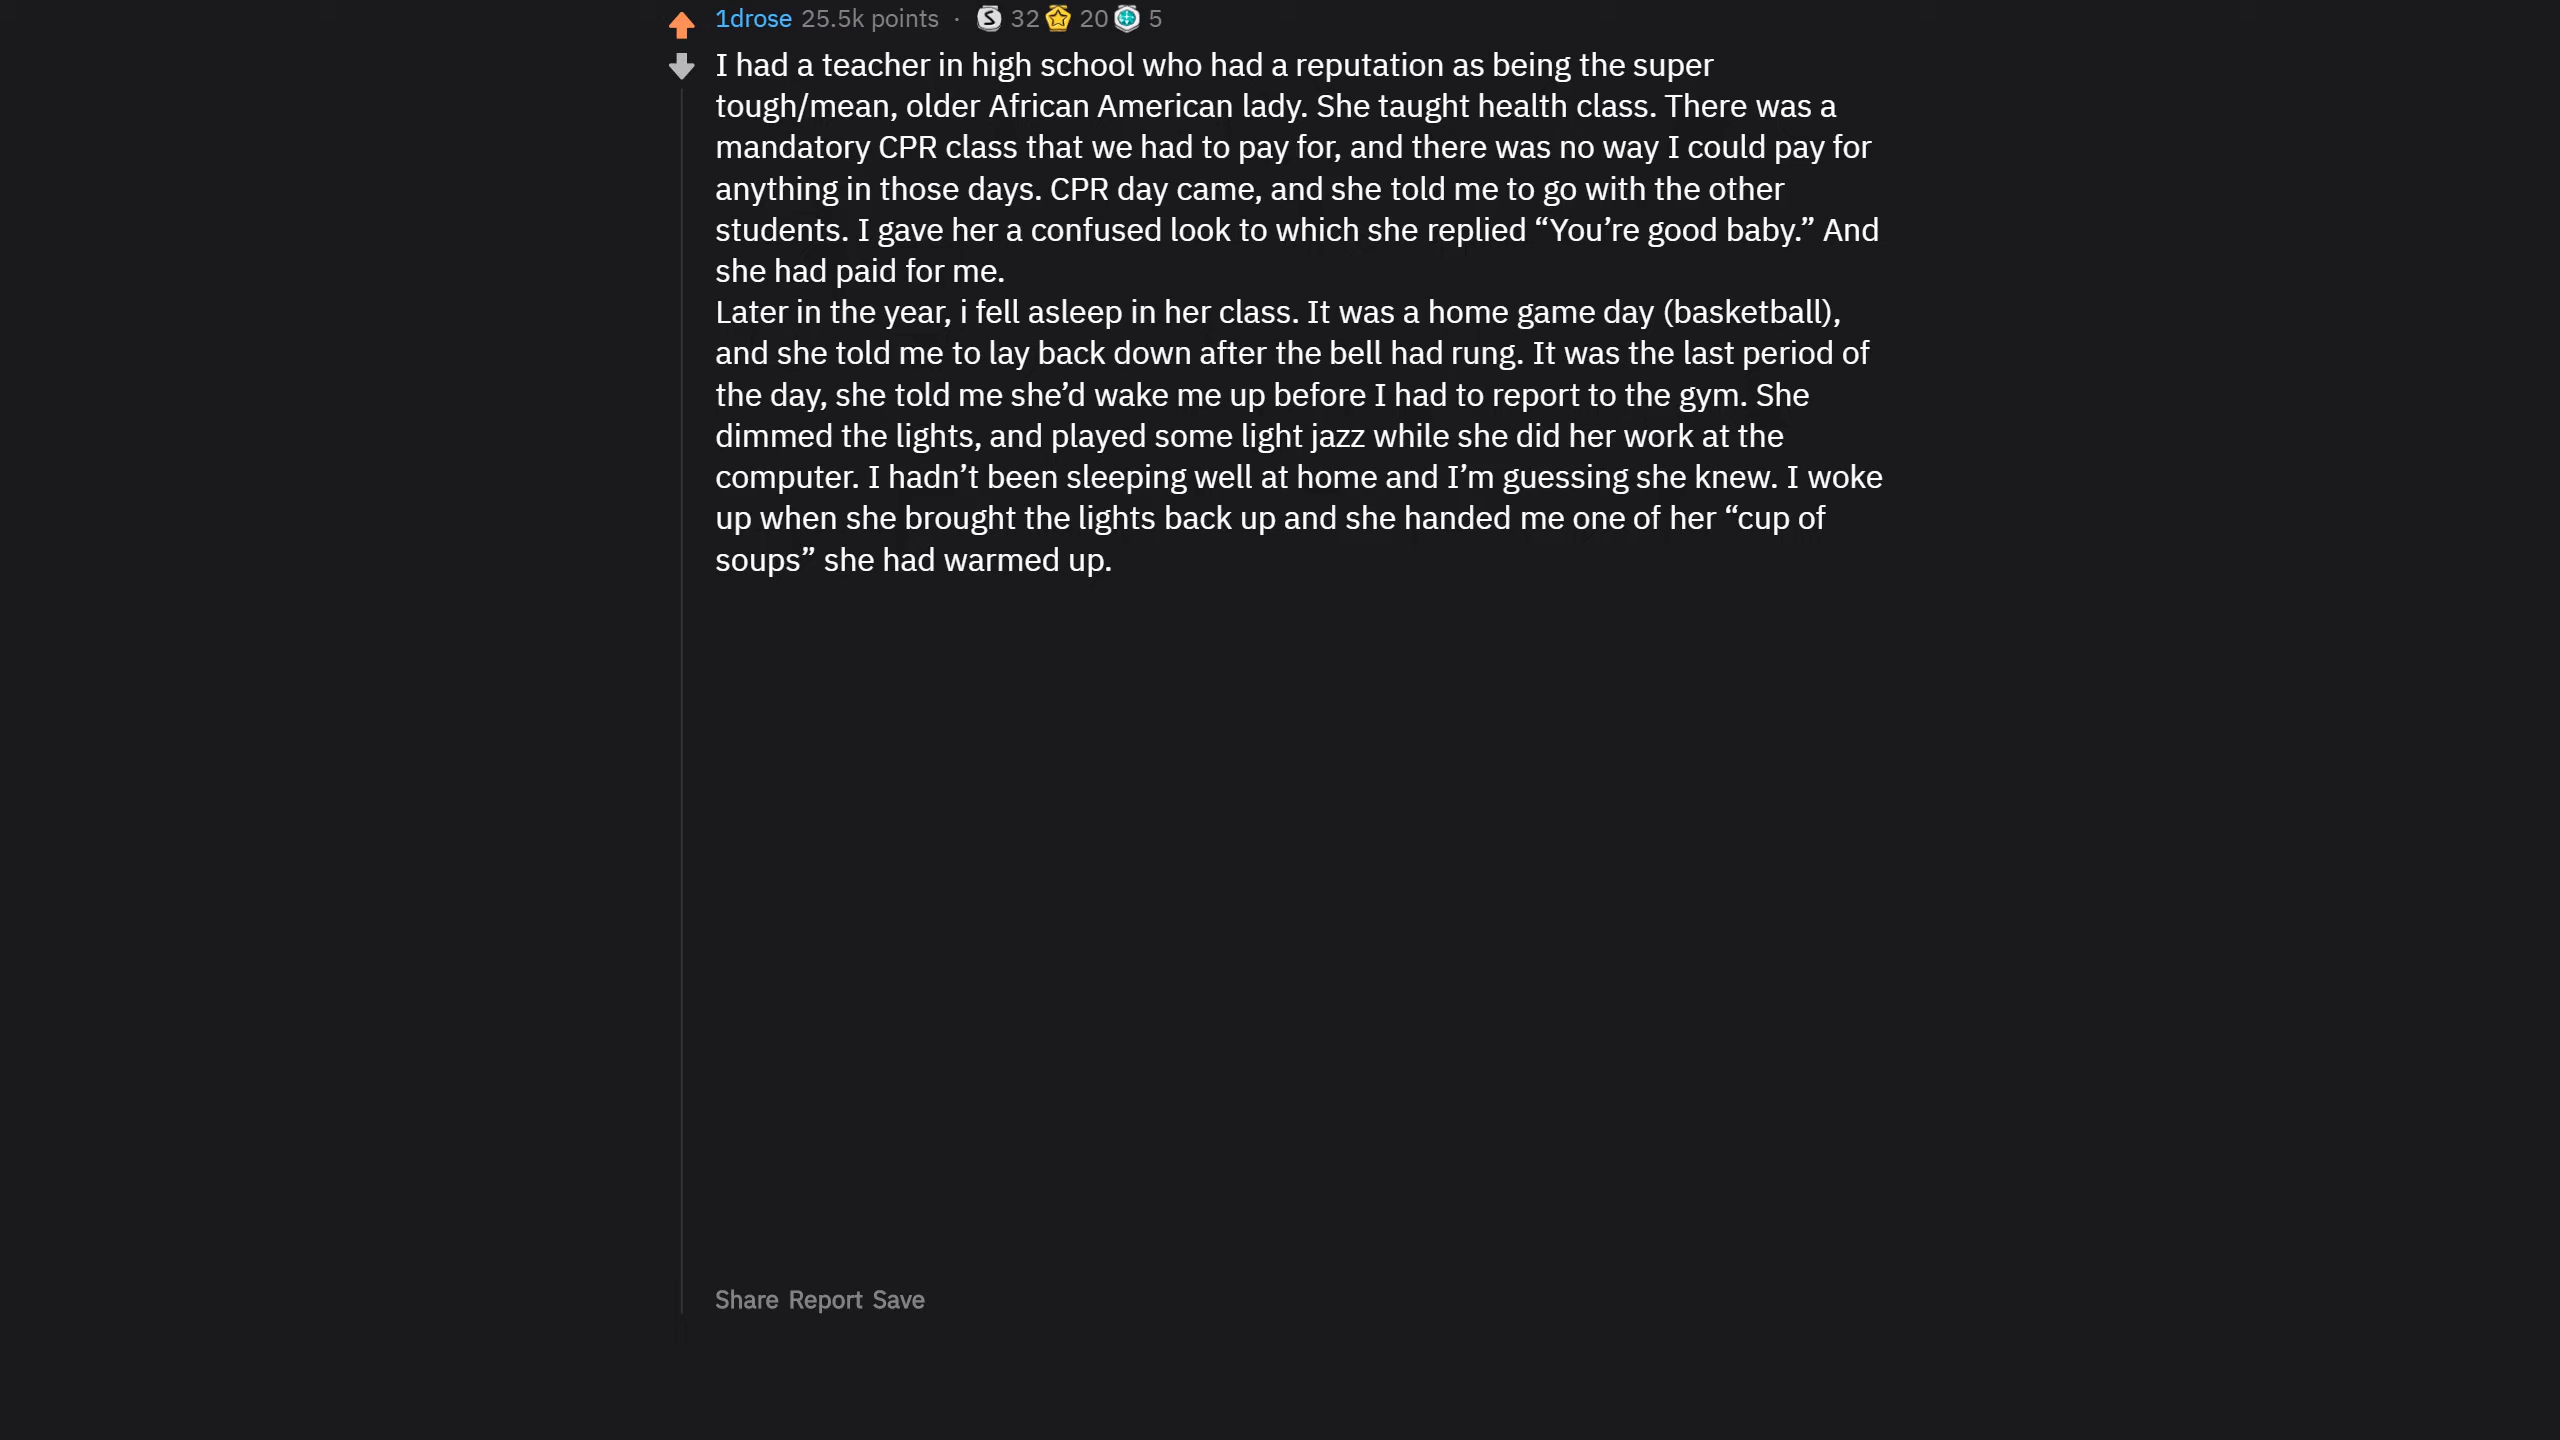 1drose 25.5k points · 32 20 5
I had a teacher in high school who had a reputation as being the super
tough/mean, older African American lady. She taught health class. There was a
mandatory CPR class that we had to pay for, and there was no way I could pay for
anything in those days. CPR day came, and she told me to go with the other
students. I gave her a confused look to which she replied “You’re good baby.” And
she had paid for me.
Later in the year, i fell asleep in her class. It was a home game day (basketball),
and she told me to lay back down after the bell had rung. It was the last period of
the day, she told me she’d wake me up before I had to report to the gym. She
dimmed the lights, and played some light jazz while she did her work at the
computer. I hadn’t been sleeping well at home and I’m guessing she knew. I woke
up when she brought the lights back up and she handed me one of her “cup of
soups” she had warmed up.
Share Report Save